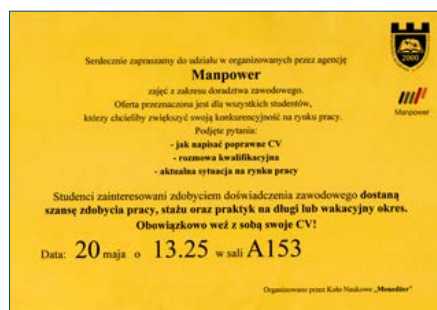 2000
Manpower
Serdecznie zapraszamy do udziału w organizowanych przez agencję
Manpower
zajęć z zakresu doradztwa zawodowego.
Oferta przeznaczona jest dla wszystkich studentów,
którzy chcieliby zwiększyć swoją konkurencyjność na rynku pracy.
Podjęte pytania:
- jak napisać poprawne CV
- rozmowa kwalifikacyjna
- aktualna sytuacja na rynku pracy
Studenci zainteresowani zdobyciem doświadczenia zawodowego dostaną
szansę zdobycia pracy, stażu oraz praktyk na długi lub wakacyjny okres.
Obowiązkowo weź z sobą swoje CV!
Data: 20 maja o 13.25 w sali A153
Organizowano przez Koło Naukowe „Menedżer”